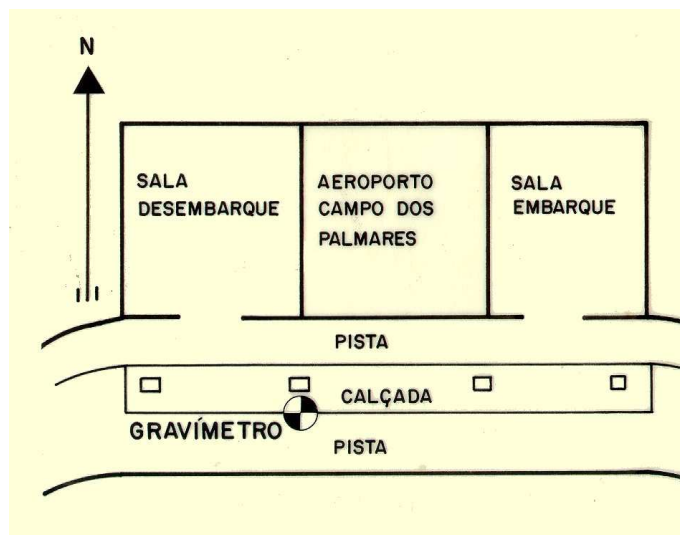 N
SALA
DESEMBARQUE
AEROPORTO
CAMPO DOS
PALMARES
SALA
EMBARQUE
PISTA
CALÇADA
GRAVÍMETRO
PISTA